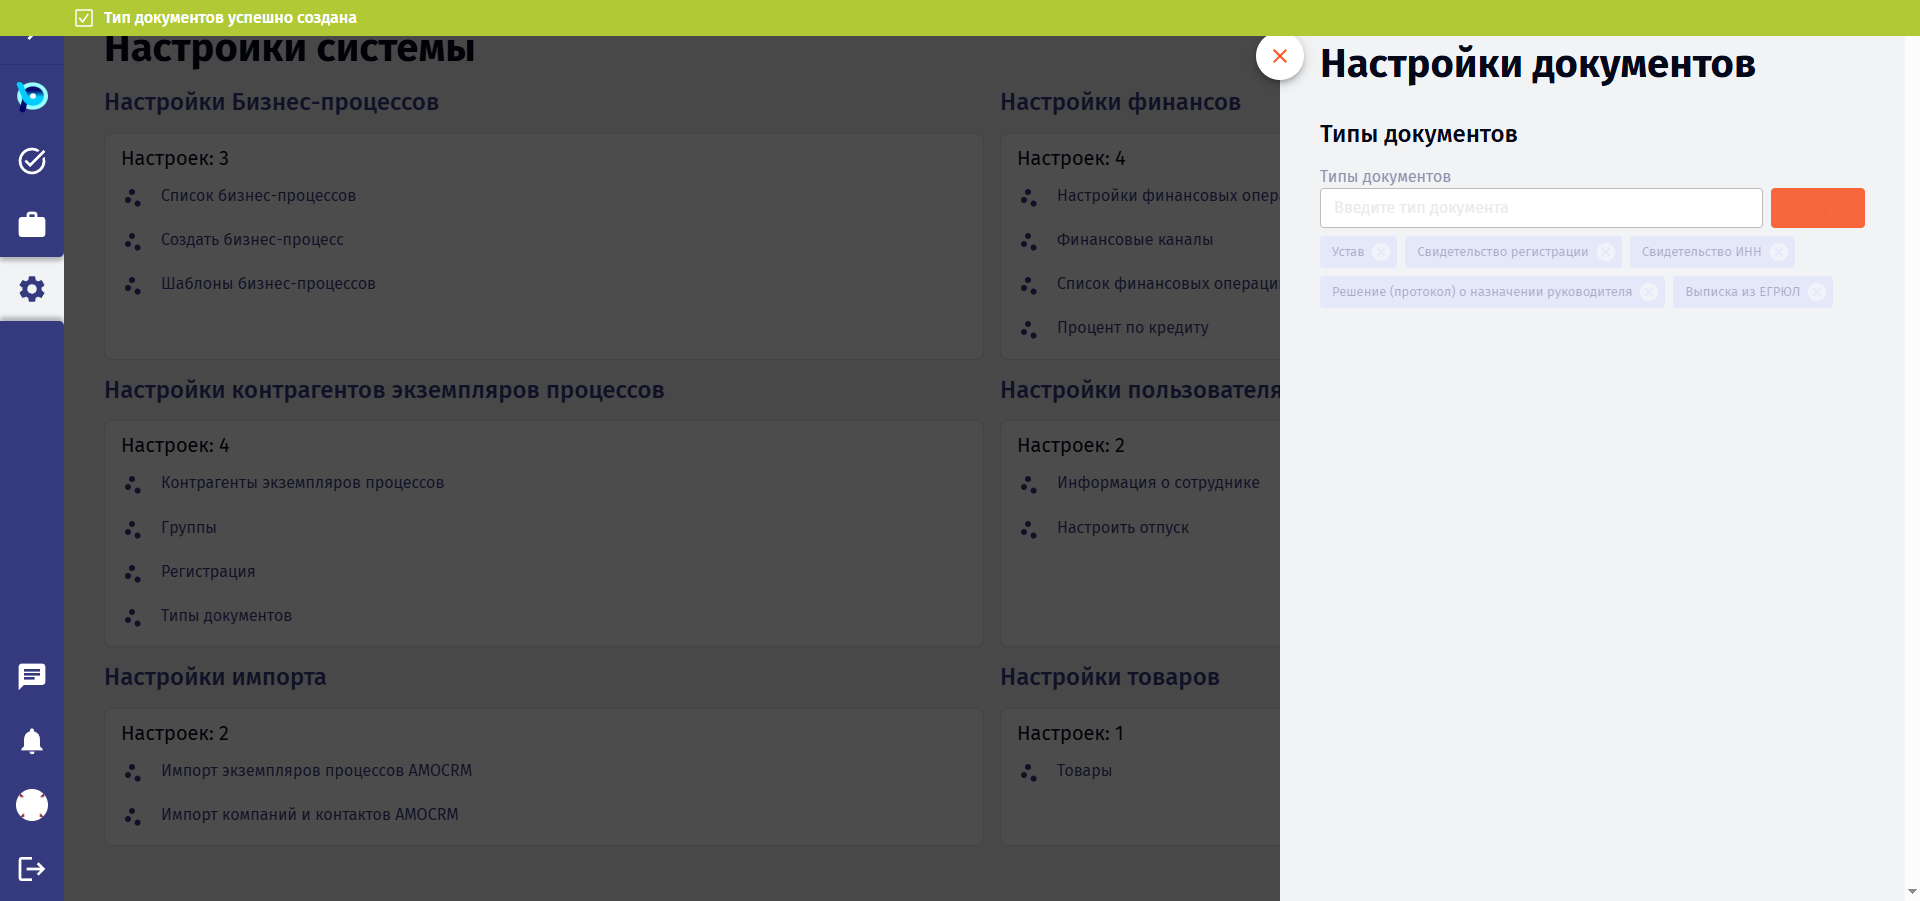 Тип документов успешно создана
Настройки системы
Настройки Бизнес-процессов
Настроек: 3
Список бизнес-процессов
Создать бизнес-процесс
Шаблоны бизнес-процессов
Настройки финансов
Настроек: 4
Настройки финансовых опер
Финансовые каналы
Список финансовых операци
Процент по кредиту
Настройки контрагентов экземпляров процессов
Настроек: 4
Контрагенты экземпляров процессов
Группы
Регистрация
Типы документов
Настройки пользователя
Настроек: 2
Информация о сотруднике
Настроить отпуск
Настройки импорта
Настроек: 2
Импорт экземпляров процессов AMOCRM
Импорт компаний и контактов AMOCRM
Настройки товаров
Настроек: 1
Товары
Настройки документов
Типы документов
Типы документов
Введите тип документа
Устав
Свидетельство регистрации
Свидетельство ИНН
Решение (протокол) о назначении руководителя
Выписка из ЕГРЮЛ